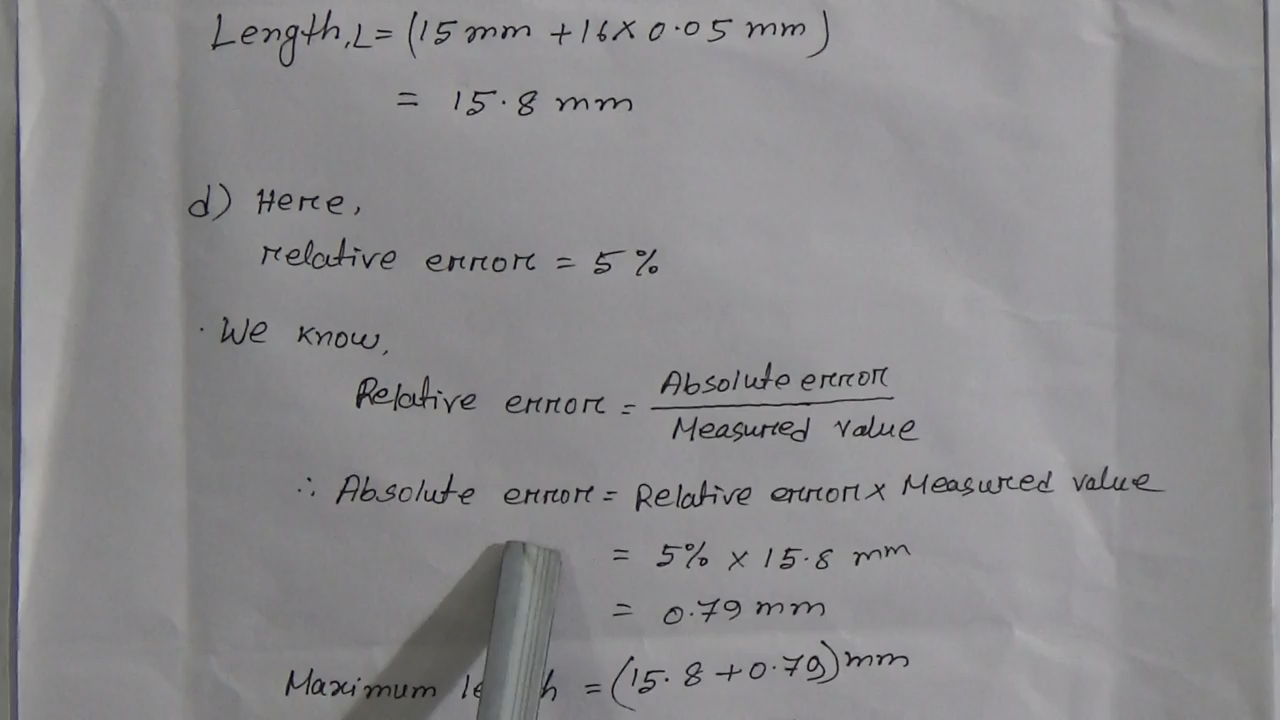 Length, L = (15 mm + 16 × 0.05 mm)
= 15.8 mm
d) Here,
relative error = 5%
. We know,
Relative error = Absolute error / Measured value
∴ Absolute error = Relative error × Measured value
= 5% × 15.8 mm
= 0.79 mm
Maximum = (15.8 + 0.79) mm